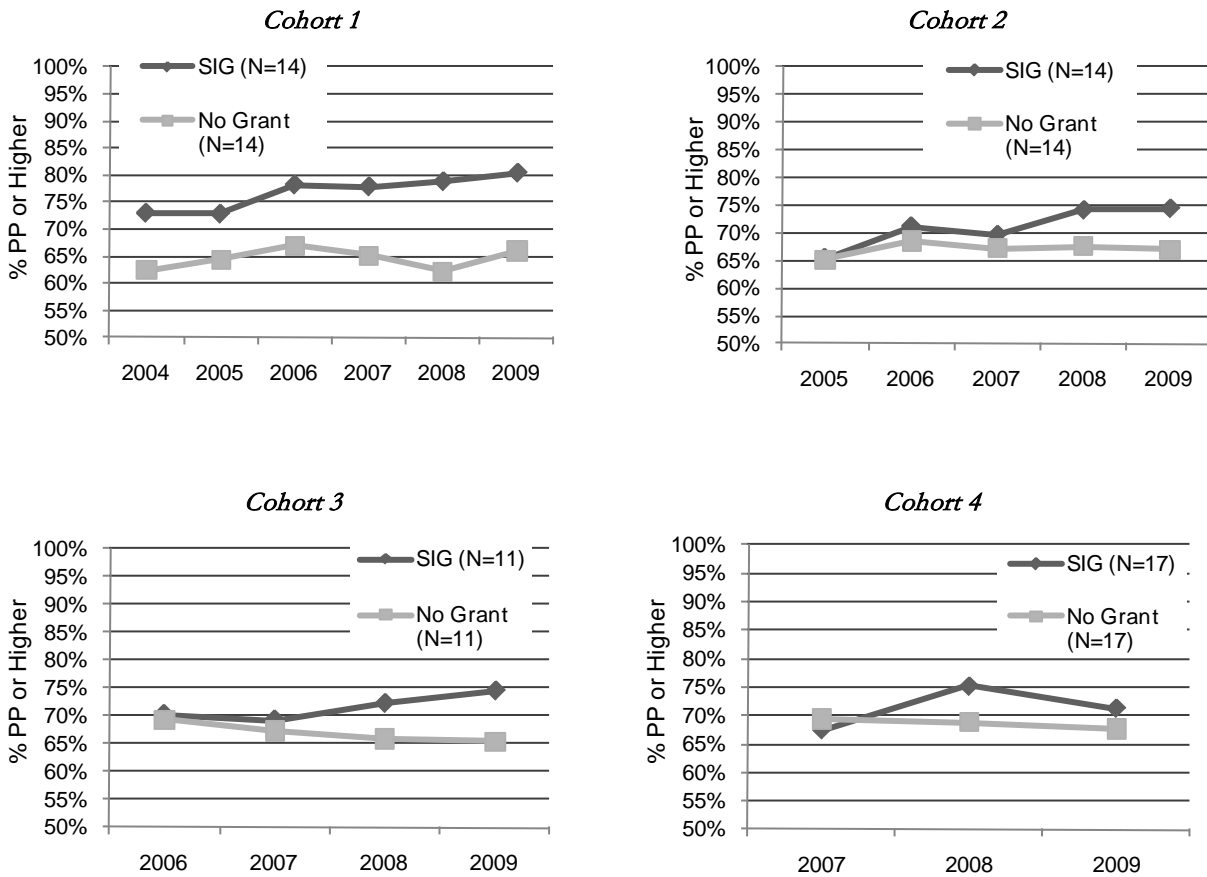 Cohort 1
100%
95%
90%
85%
80%
75%
70%
65%
60%
55%
50%
% PP or Higher
SIG (N=14)
No Grant
(N=14)
2004 2005 2006 2007 2008 2009
Cohort 2
100%
95%
90%
85%
80%
75%
70%
65%
60%
55%
50%
% PP or Higher
SIG (N=14)
No Grant
(N=14)
2005 2006 2007 2008 2009
Cohort 3
100%
95%
90%
85%
80%
75%
70%
65%
60%
55%
50%
% PP or Higher
SIG (N=11)
No Grant
(N=11)
2006 2007 2008 2009
Cohort 4
100%
95%
90%
85%
80%
75%
70%
65%
60%
55%
50%
% PP or Higher
SIG (N=17)
No Grant
(N=17)
2007 2008 2009